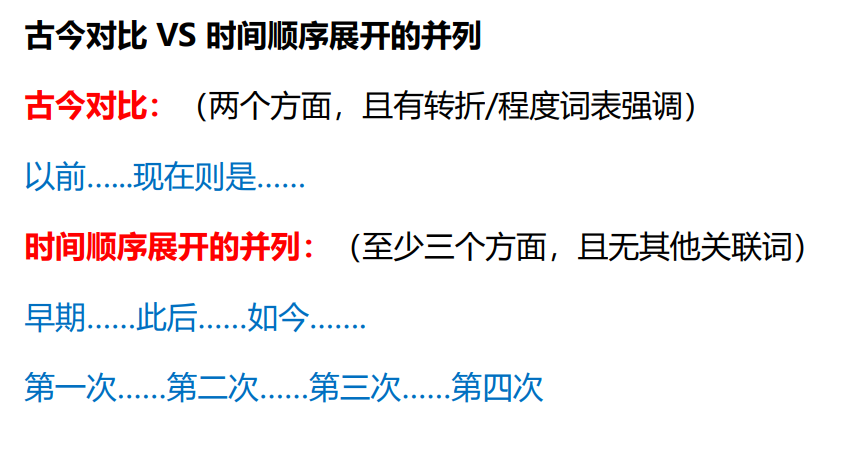 古今对比 VS 时间顺序展开的并列
古今对比：（两个方面，且有转折/程度词表强调）
以前……现在则是……
时间顺序展开的并列：（至少三个方面，且无其他关联词）
早期……此后……如今…….
第一次……第二次……第三次……第四次